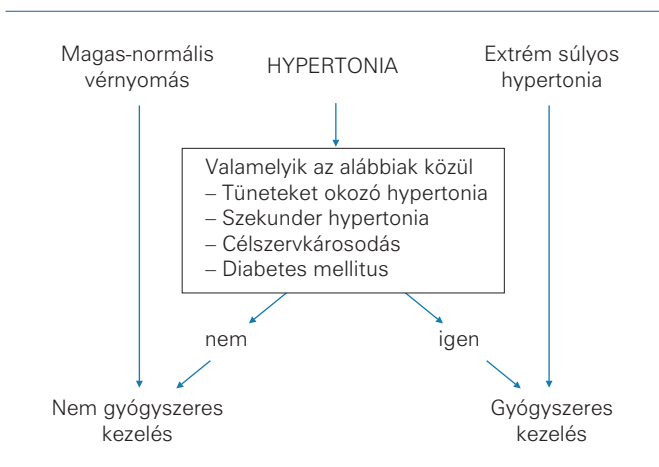 Magas-normális
vérnyomás
HYPERTONIA
Extrém súlyos
hypertonia
Valamelyik az alábbiak közül
– Tüneteket okozó hypertonia
– Szekunder hypertonia
– Célszervkárosodás
– Diabetes mellitus
nem
igen
Nem gyógyszeres
kezelés
Gyógyszeres
kezelés